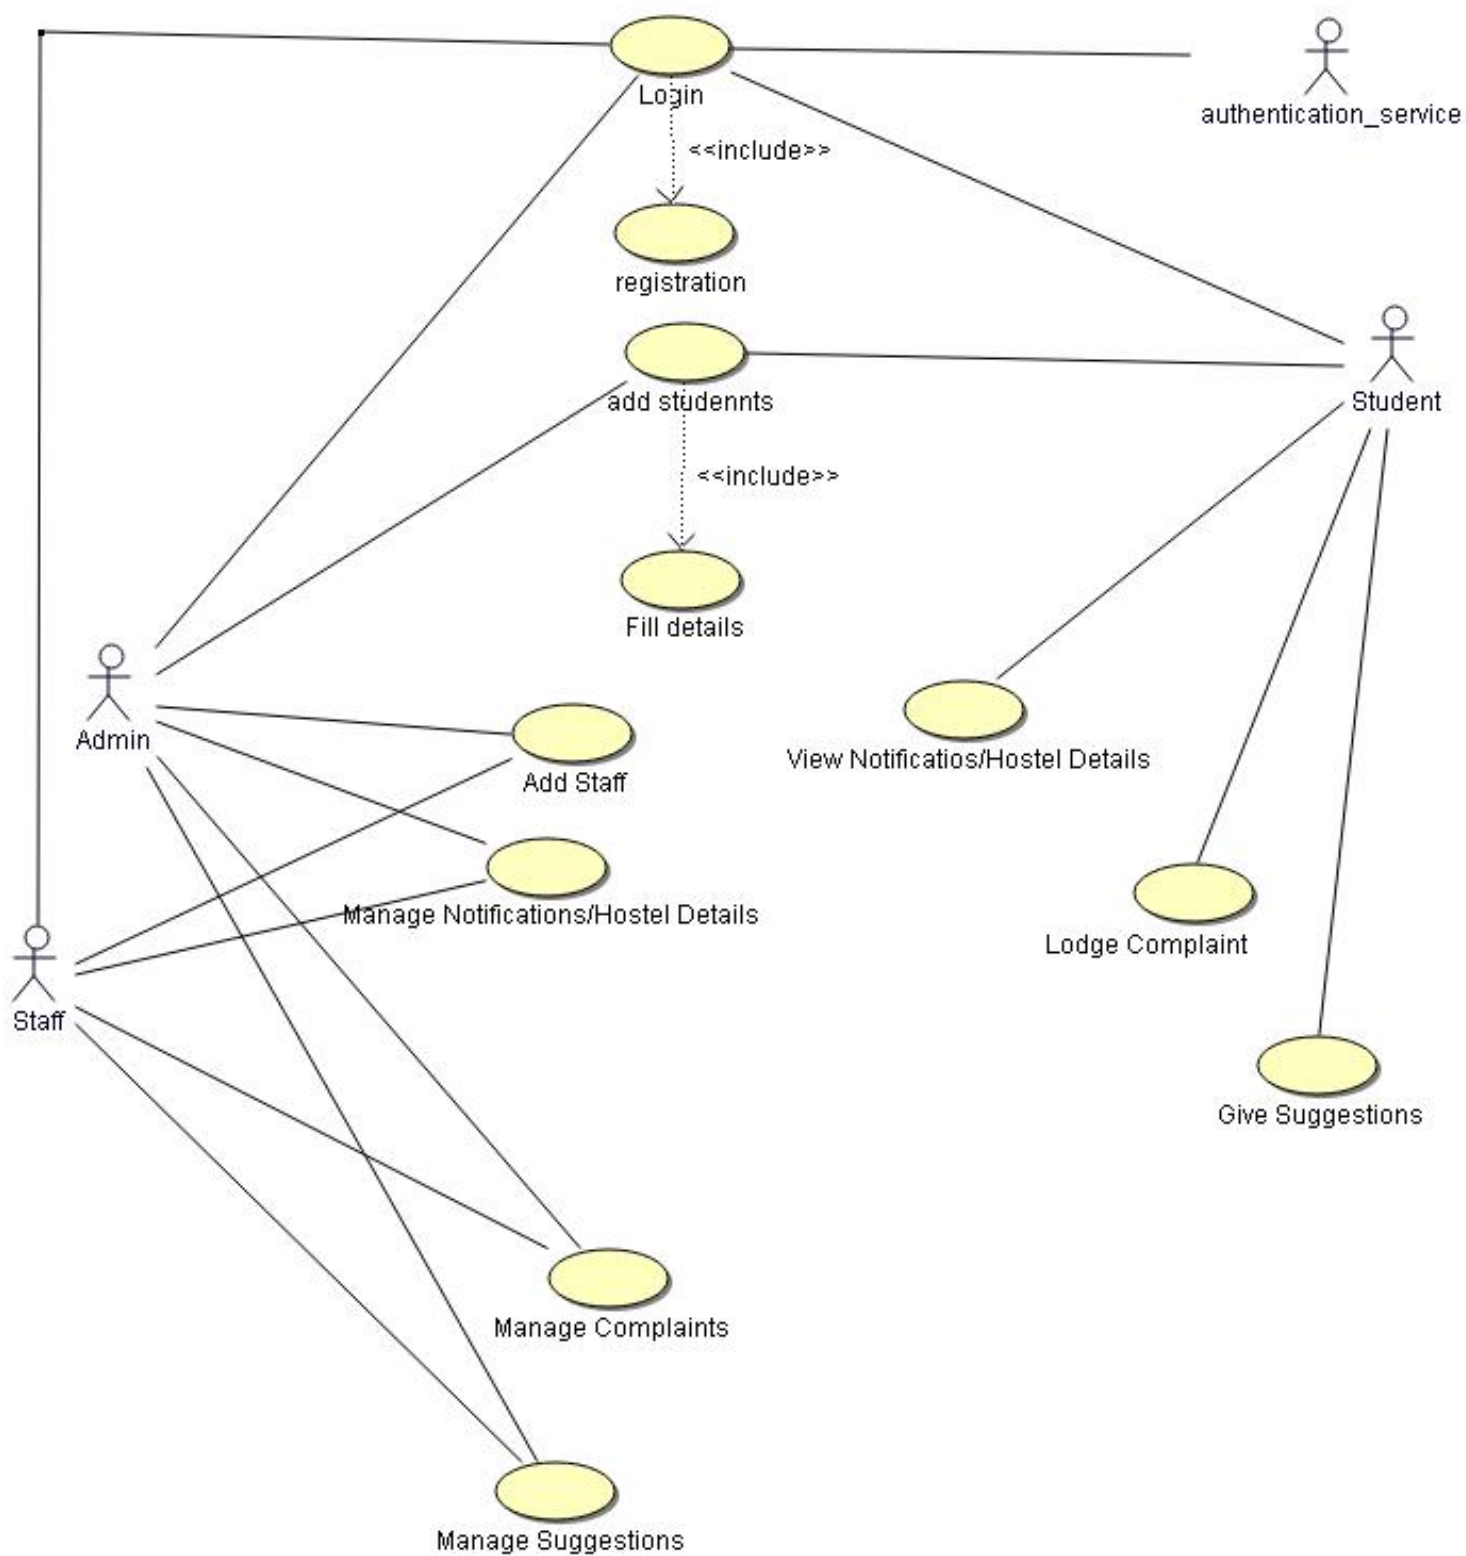 Login
authentication_service
<<include>>
registration
add studennts
Student
<<include>>
Fill details
Admin
View Notificatios/Hostel Details
Add Staff
Manage Notifications/Hostel Details
Lodge Complaint
Staff
Give Suggestions
Manage Complaints
Manage Suggestions